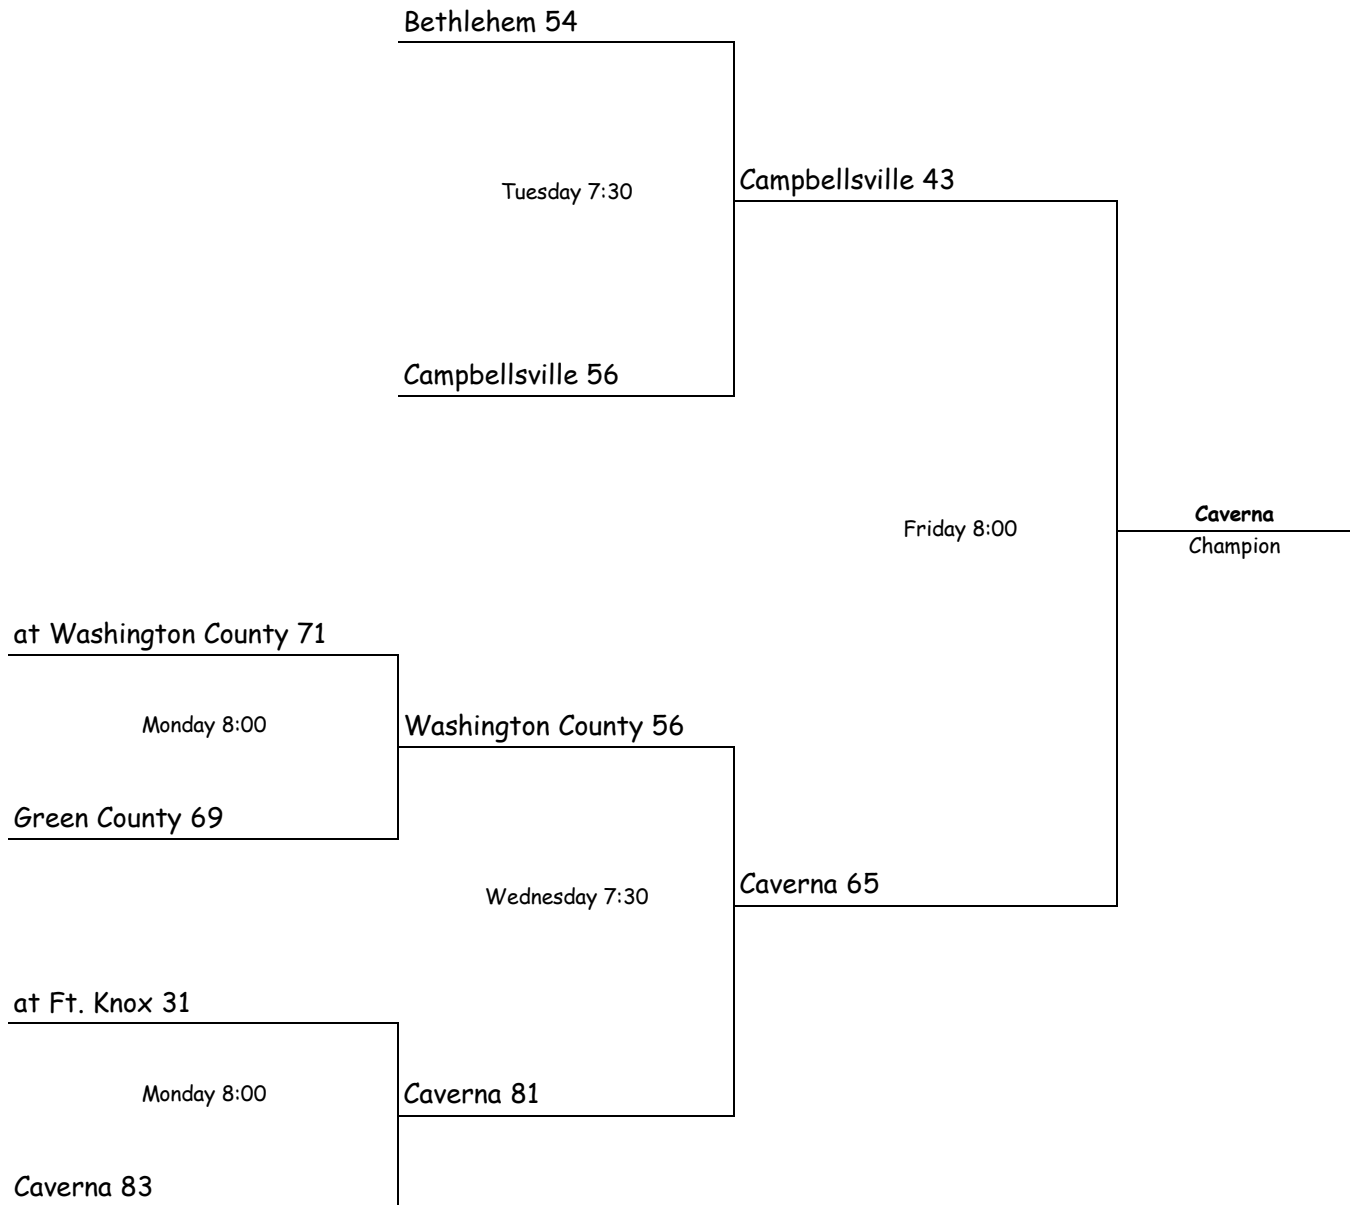 Bethlehem 54
Tuesday 7:30
Campbellsville 43
Campbellsville 56
Caverna
Friday 8:00
Champion
at Washington County 71
Monday 8:00
Washington County 56
Green County 69
Wednesday 7:30
Caverna 65
at Ft. Knox 31
Monday 8:00
Caverna 81
Caverna 83